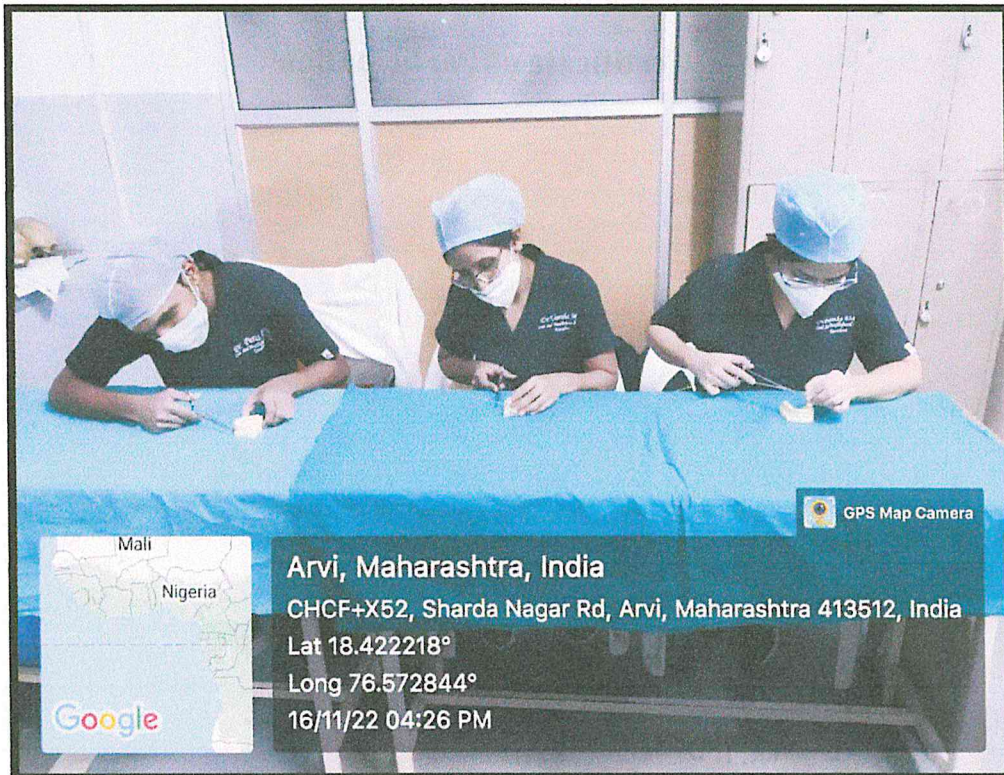 GPS Map Camera
Mali
Nigeria
Google
Arvi, Maharashtra, India
CHCF+X52, Sharda Nagar Rd, Arvi, Maharashtra 413512, India
Lat 18.422218°
Long 76.572844°
16/11/22 04:26 PM